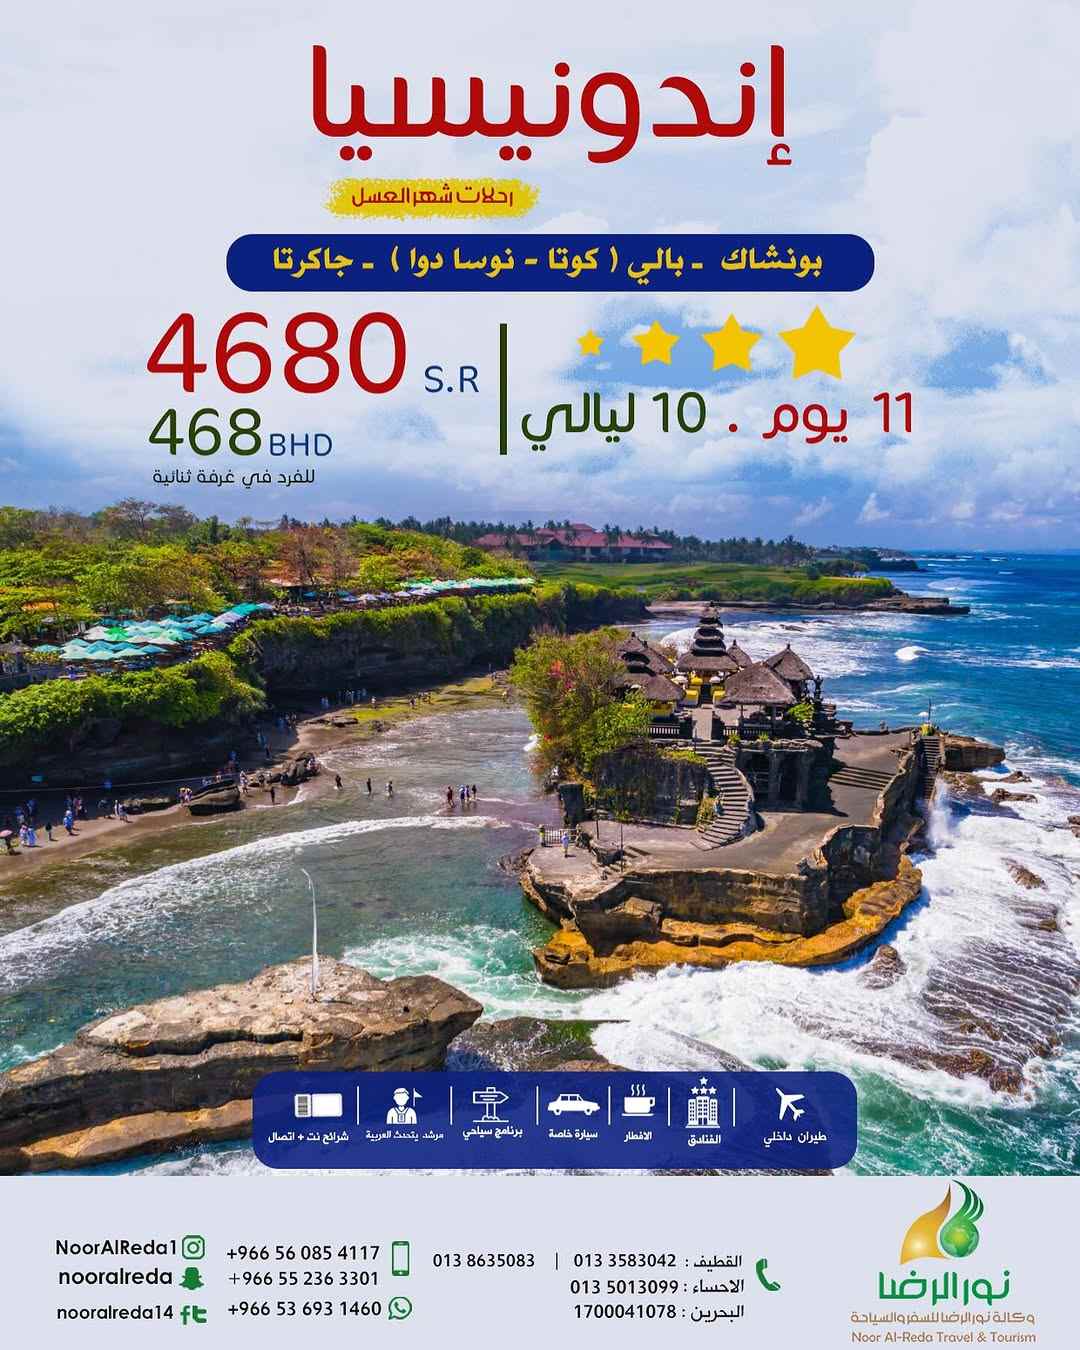 إندونيسيا
رحلات شهر العسل
بونشاك - بالي ( كوتا - نوسا دوا ) - جاكرتا
11 يوم . 10 ليالي
4680 S.R
468 BHD
للفرد في غرفة ثنائية
طيران داخلي
الفنادق
الافطار
سيارة خاصة
برنامج سياحي
مرشد يتحدث العربية
شرائح نت + اتصال
نور الرضا
وكالة نور الرضا للسفر والسياحة
Noor Al-Reda Travel & Tourism
القطيف : 013 3583042 | 013 8635083
الاحساء : 013 5013099
البحرين : 1700041078
+966 56 085 4117
+966 55 236 3301
+966 53 693 1460
NoorAlReda1
nooralreda
nooralreda14